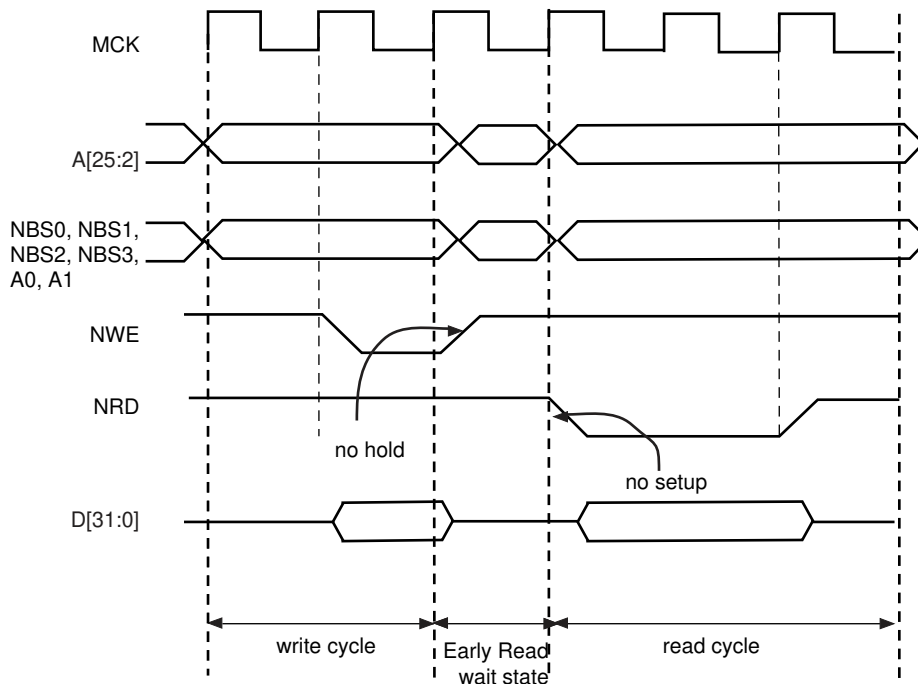 MCK
A[25:2]
NBS0, NBS1,
NBS2, NBS3,
A0, A1
NWE
NRD
no hold
no setup
D[31:0]
write cycle
Early Read
wait state
read cycle